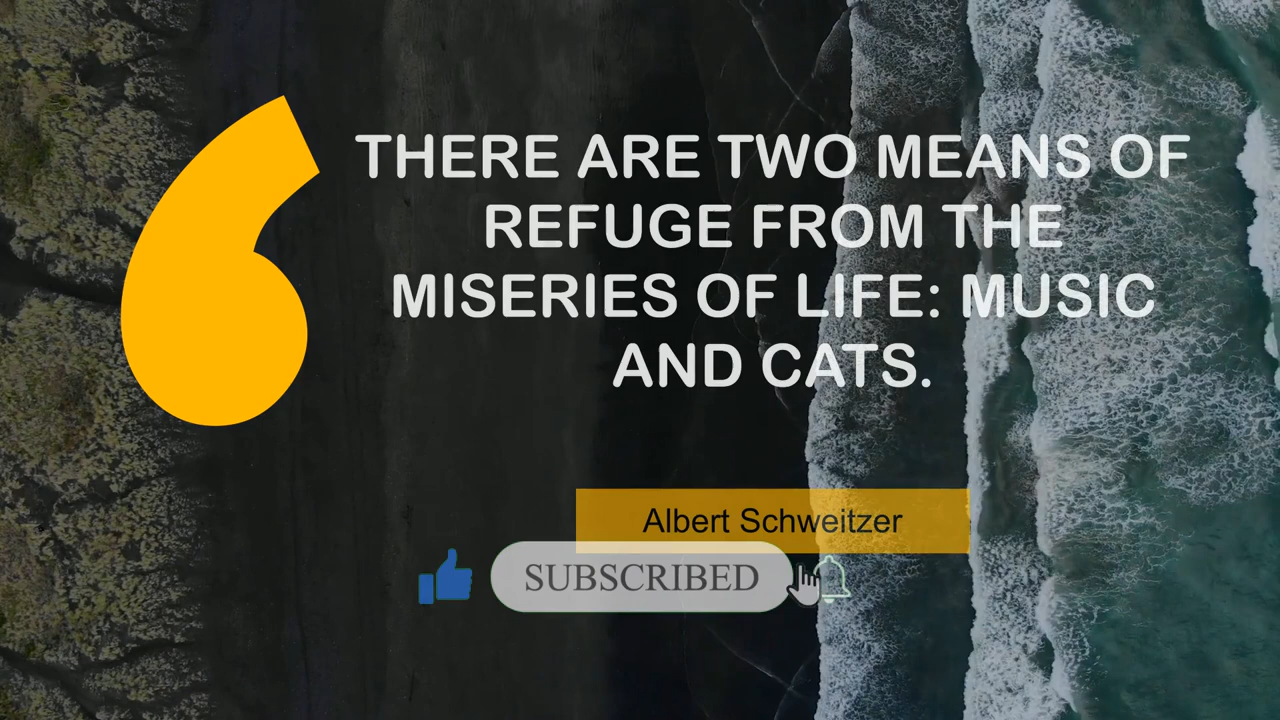 THERE ARE TWO MEANS OF
REFUGE FROM THE
MISERIES OF LIFE: MUSIC
AND CATS.
Albert Schweitzer
SUBSCRIBED